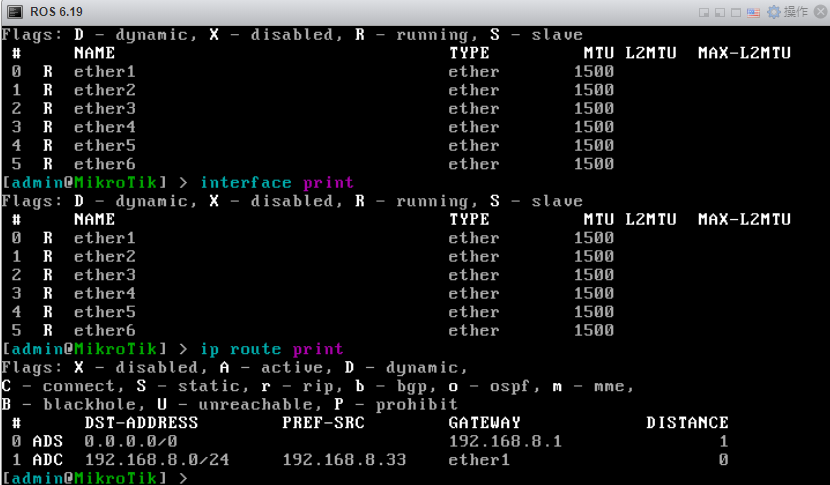 ROS 6.19 操作
Flags: D - dynamic, X - disabled, R - running, S - slave
# NAME TYPE MTU L2MTU MAX-L2MTU
0 R ether1 ether 1500
1 R ether2 ether 1500
2 R ether3 ether 1500
3 R ether4 ether 1500
4 R ether5 ether 1500
5 R ether6 ether 1500
[admin@MikroTik] > interface print
Flags: D - dynamic, X - disabled, R - running, S - slave
# NAME TYPE MTU L2MTU MAX-L2MTU
0 R ether1 ether 1500
1 R ether2 ether 1500
2 R ether3 ether 1500
3 R ether4 ether 1500
4 R ether5 ether 1500
5 R ether6 ether 1500
[admin@MikroTik] > ip route print
Flags: X - disabled, A - active, D - dynamic,
C - connect, S - static, r - rip, b - bgp, o - ospf, m - mme,
B - blackhole, U - unreachable, P - prohibit
# DST-ADDRESS PREF-SRC GATEWAY DISTANCE
0 ADS 0.0.0.0/0 192.168.8.1 1
1 ADC 192.168.8.0/24 192.168.8.33 ether1 0
[admin@MikroTik] >